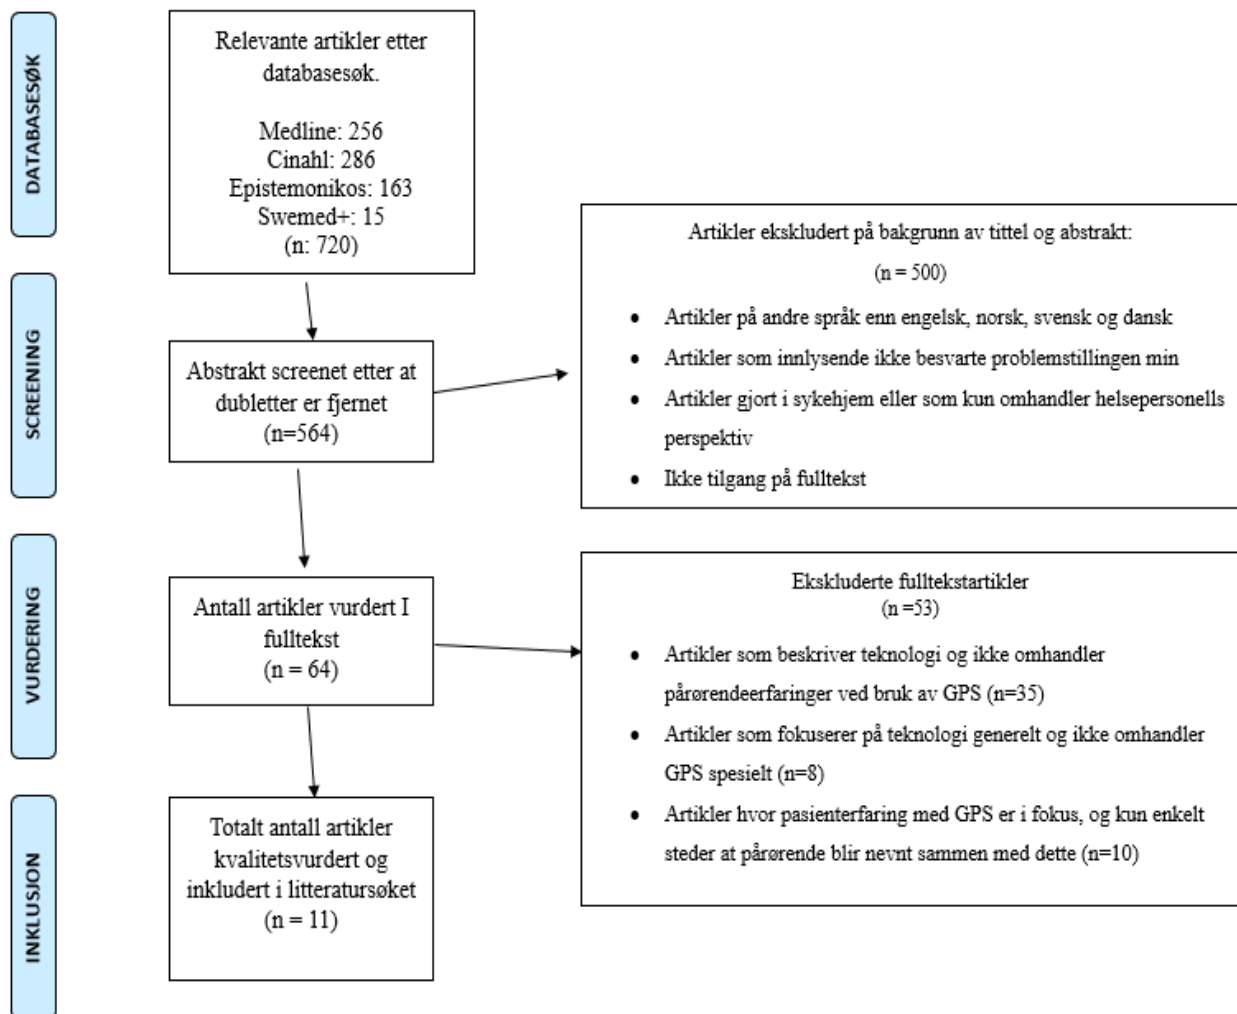 DATABASESØK
Relevante artikler etter
databasesøk.
Medline: 256
Cinahl: 286
Epistemonikos: 163
Swemed+: 15
(n: 720)
SCREENING
Abstrakt screenet etter at
dubletter er fjernet
(n=564)
Artikler ekskludert på bakgrunn av tittel og abstrakt:
(n = 500)
• Artikler på andre språk enn engelsk, norsk, svensk og dansk
• Artikler som innlysende ikke besvarte problemstillingen min
• Artikler gjort i sykehjem eller som kun omhandler helsepersonells
perspektiv
• Ikke tilgang på fulltekst
VURDERING
Antall artikler vurdert I
fulltekst
(n = 64)
Ekskluderte fulltekstartikler
(n =53)
• Artikler som beskriver teknologi og ikke omhandler
pårørendeerfaringer ved bruk av GPS (n=35)
• Artikler som fokuserer på teknologi generelt og ikke omhandler
GPS spesielt (n=8)
• Artikler hvor pasienterfaring med GPS er i fokus, og kun enkelt
steder at pårørende blir nevnt sammen med dette (n=10)
INKLUSJON
Totalt antall artikler
kvalitetsvurdert og
inkludert i litteratursøket
(n = 11)